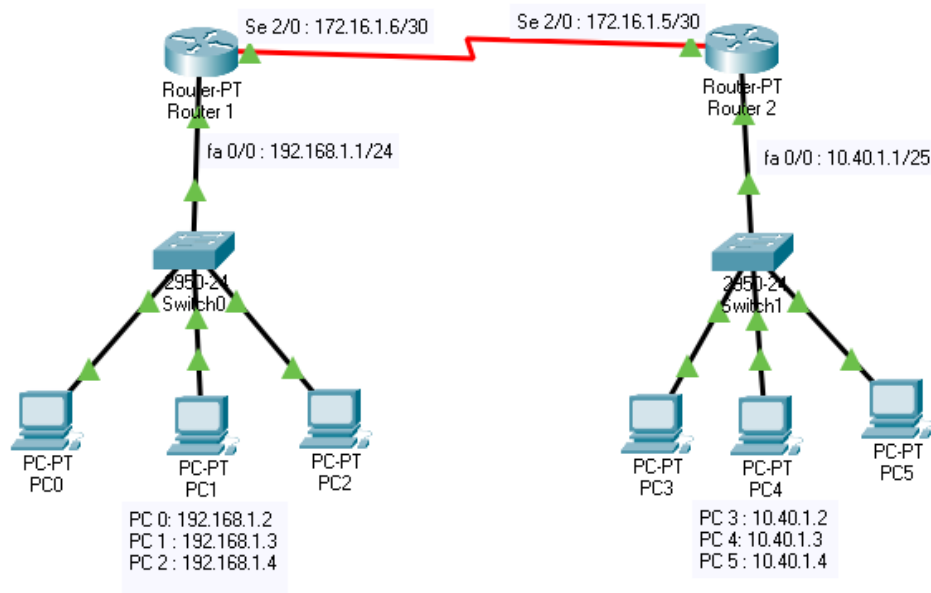 Se 2/0 : 172.16.1.6/30
Se 2/0 : 172.16.1.5/30
Router-PT
Router 1
Router-PT
Router 2
fa 0/0 : 192.168.1.1/24
fa 0/0 : 10.40.1.1/25
2950-24
Switch0
2950-24
Switch1
PC-PT
PC0
PC-PT
PC1
PC-PT
PC2
PC-PT
PC3
PC-PT
PC4
PC-PT
PC5
PC 0: 192.168.1.2
PC 1 : 192.168.1.3
PC 2 : 192.168.1.4
PC 3 : 10.40.1.2
PC 4: 10.40.1.3
PC 5 : 10.40.1.4